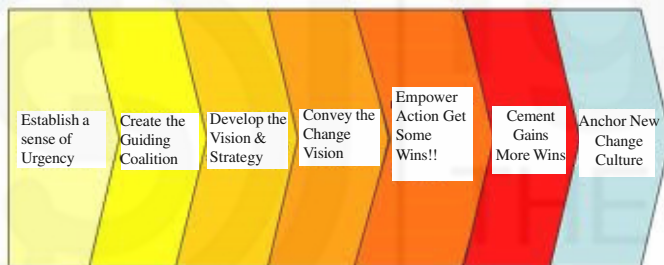 Establish a
sense of
Urgency
Create the
Guiding
Coalition
Develop the
Vision &
Strategy
Convey the
Change
Vision
Empower
Action Get
Some
Wins!!
Cement
Gains
More Wins
Anchor New
Change
Culture
THE